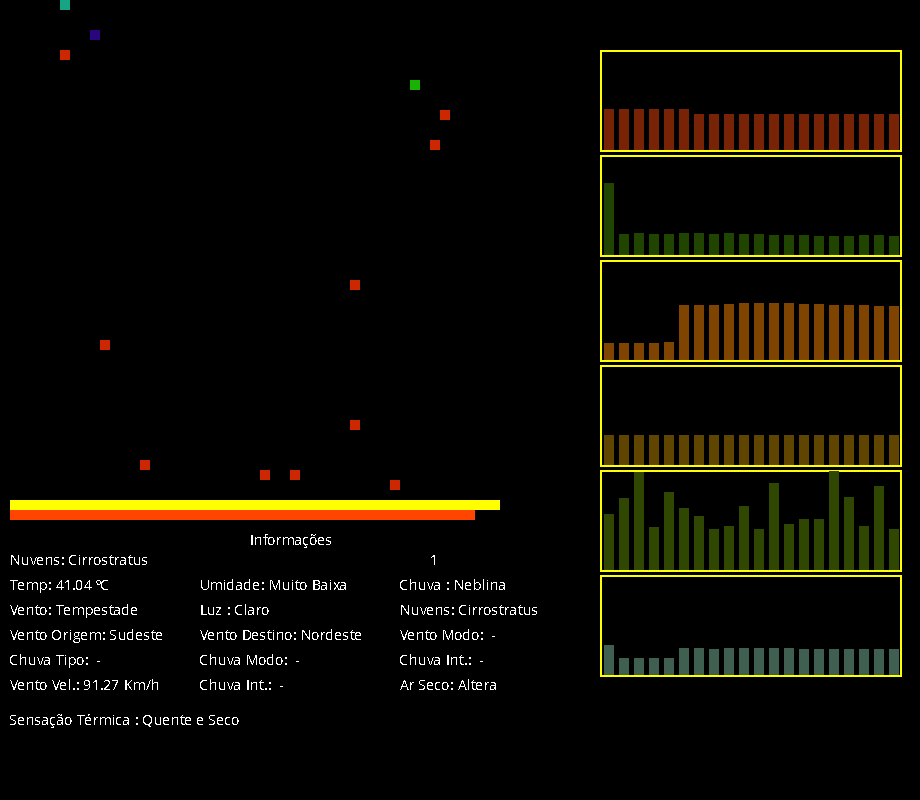 Informações
Nuvens: Cirrostratus 1
Temp: 41.04 ºC Umidade: Muito Baixa Chuva : Neblina
Vento: Tempestade Luz : Claro Nuvens: Cirrostratus
Vento Origem: Sudeste Vento Destino: Nordeste Vento Modo: -
Chuva Tipo: - Chuva Modo: - Chuva Int.: -
Vento Vel.: 91.27 Km/h Chuva Int.: - Ar Seco: Altera
Sensação Térmica : Quente e Seco